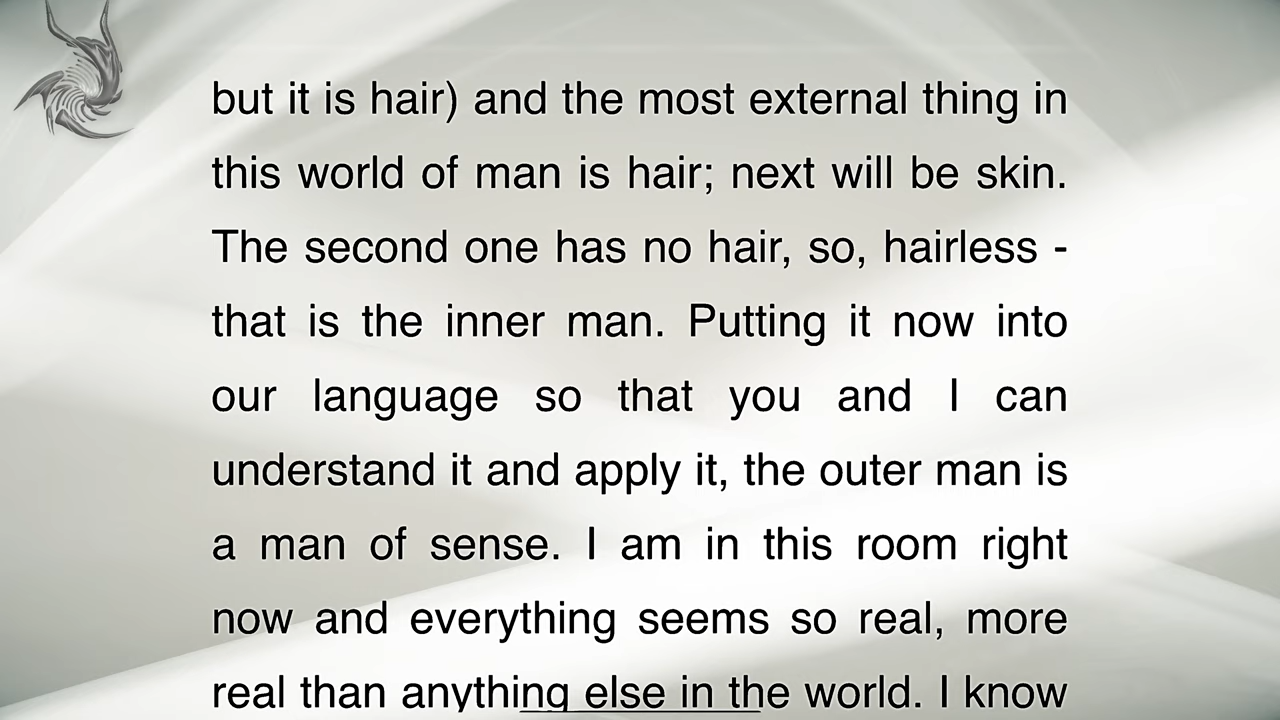 but it is hair) and the most external thing in
this world of man is hair; next will be skin.
The second one has no hair, so, hairless -
that is the inner man. Putting it now into
our language so that you and I can
understand it and apply it, the outer man is
a man of sense. I am in this room right
now and everything seems so real, more
real than anything else in the world. I know